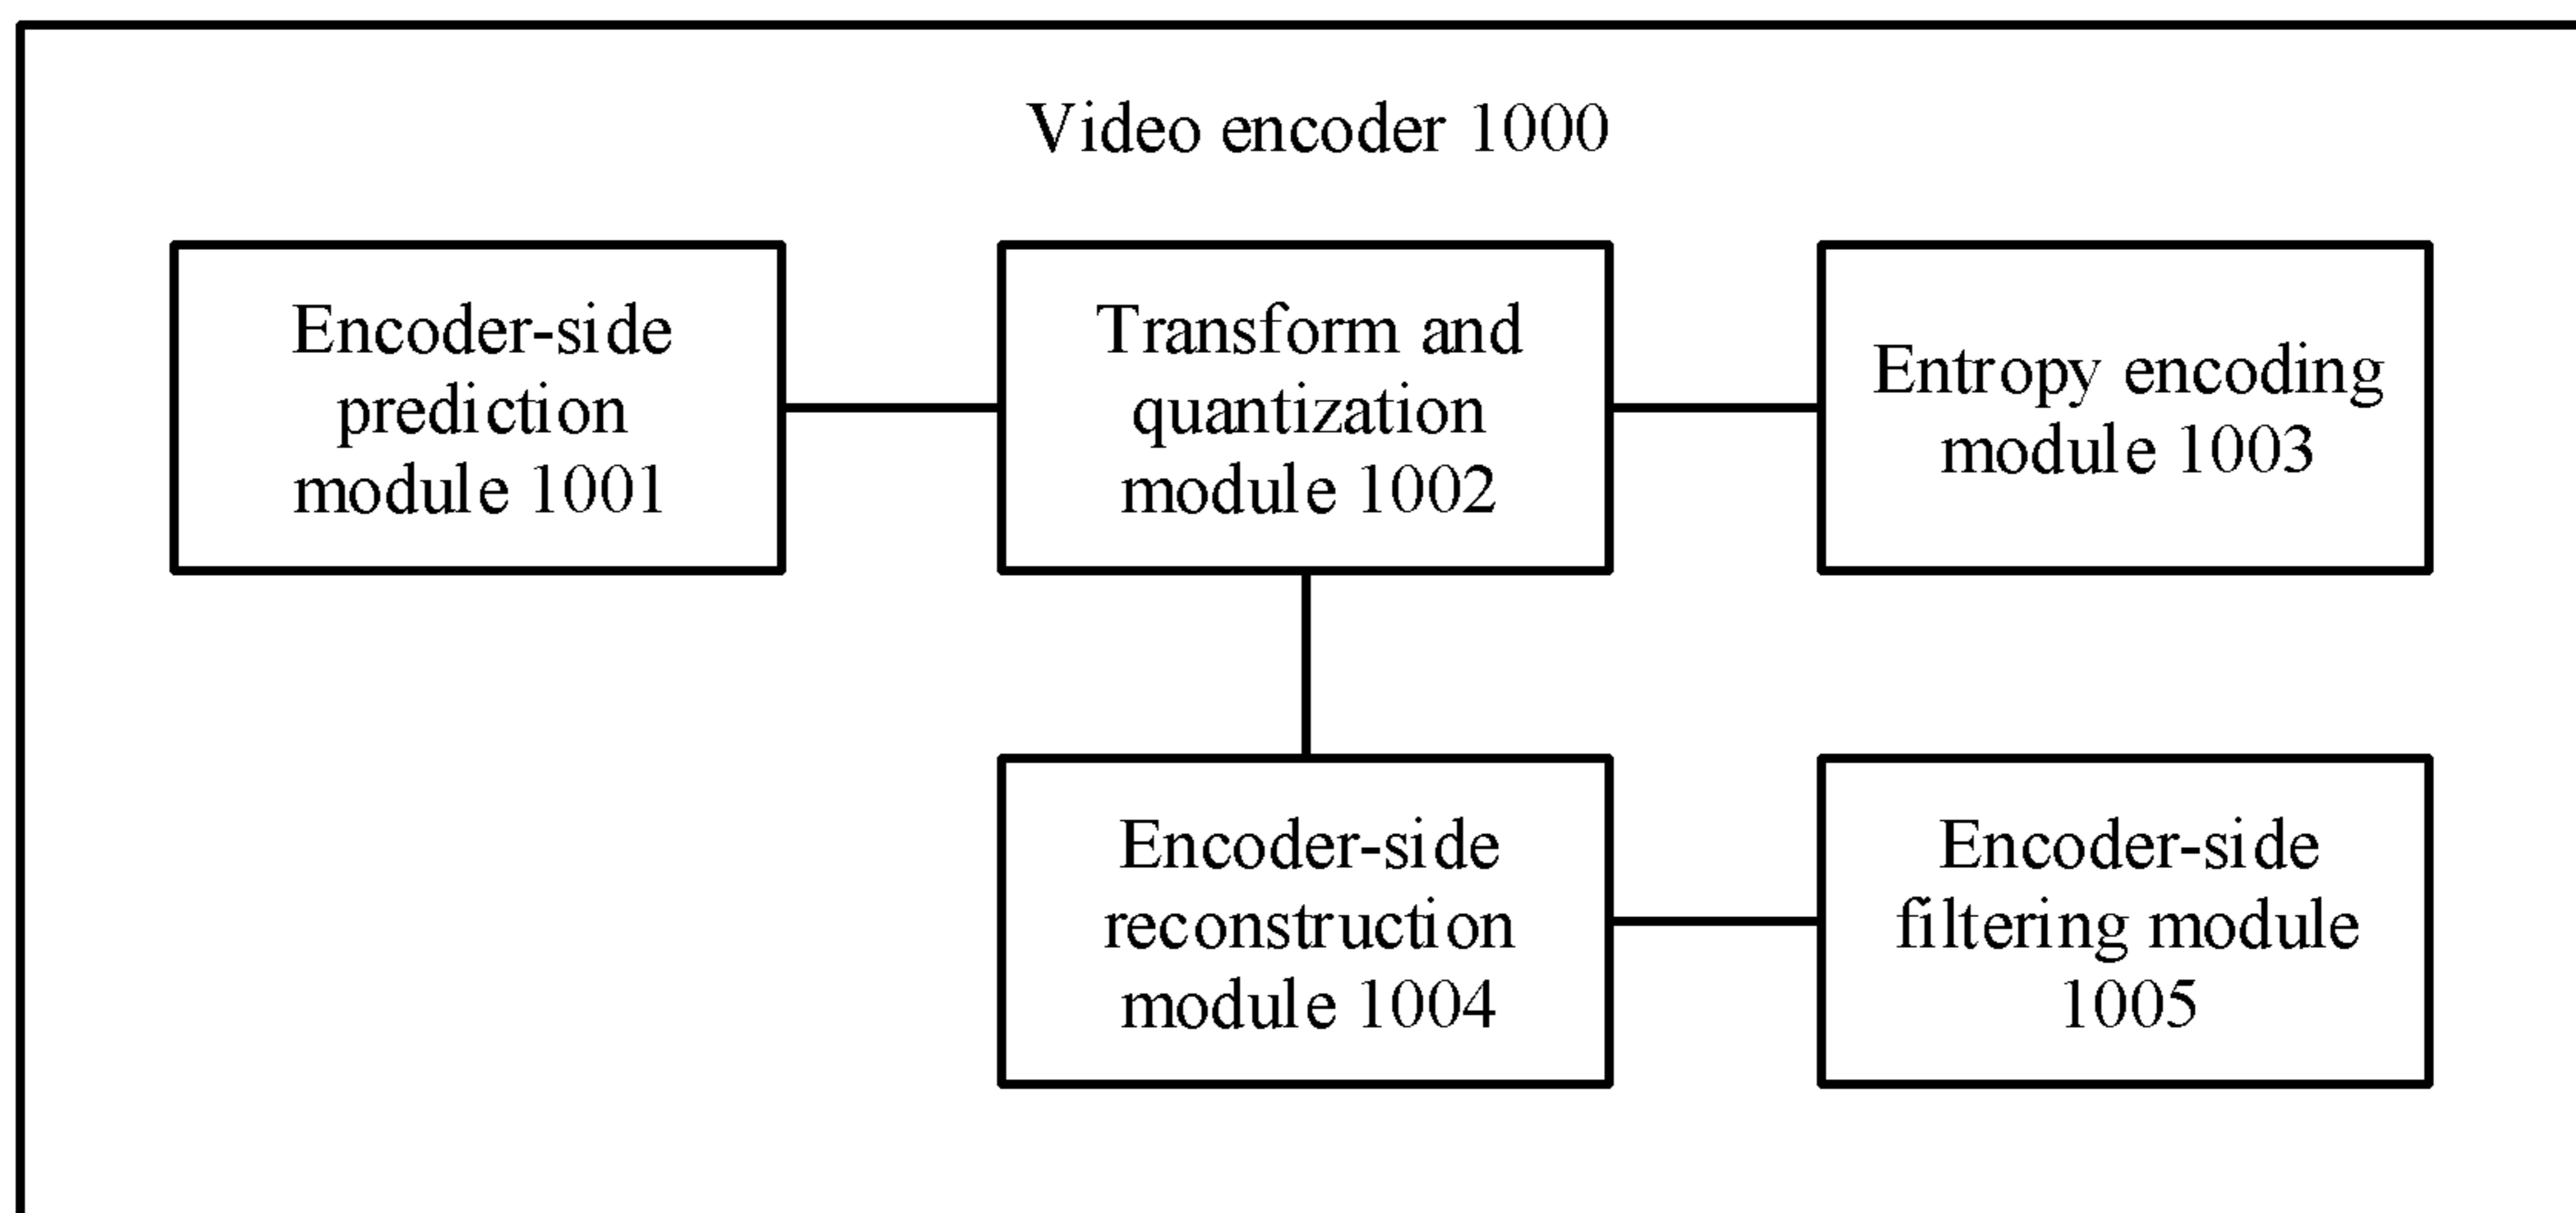 Video encoder 1000
Encoder-side
prediction
module 1001
Transform and
quantization
module 1002
Entropy encoding
module 1003
Encoder-side
reconstruction
module 1004
Encoder-side
filtering module
1005